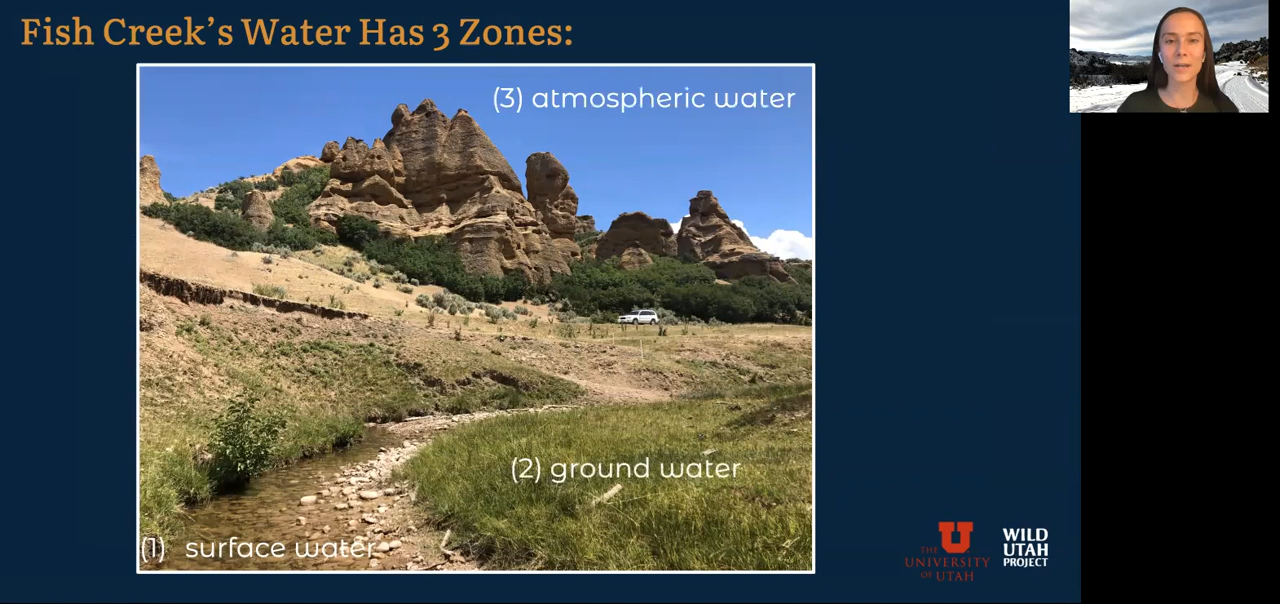 Fish Creek's Water Has 3 Zones:
(3) atmospheric water
(2) ground water
(1) surface water
U
THE
UNIVERSITY
OF UTAH
WILD
UTAH
PROJECT